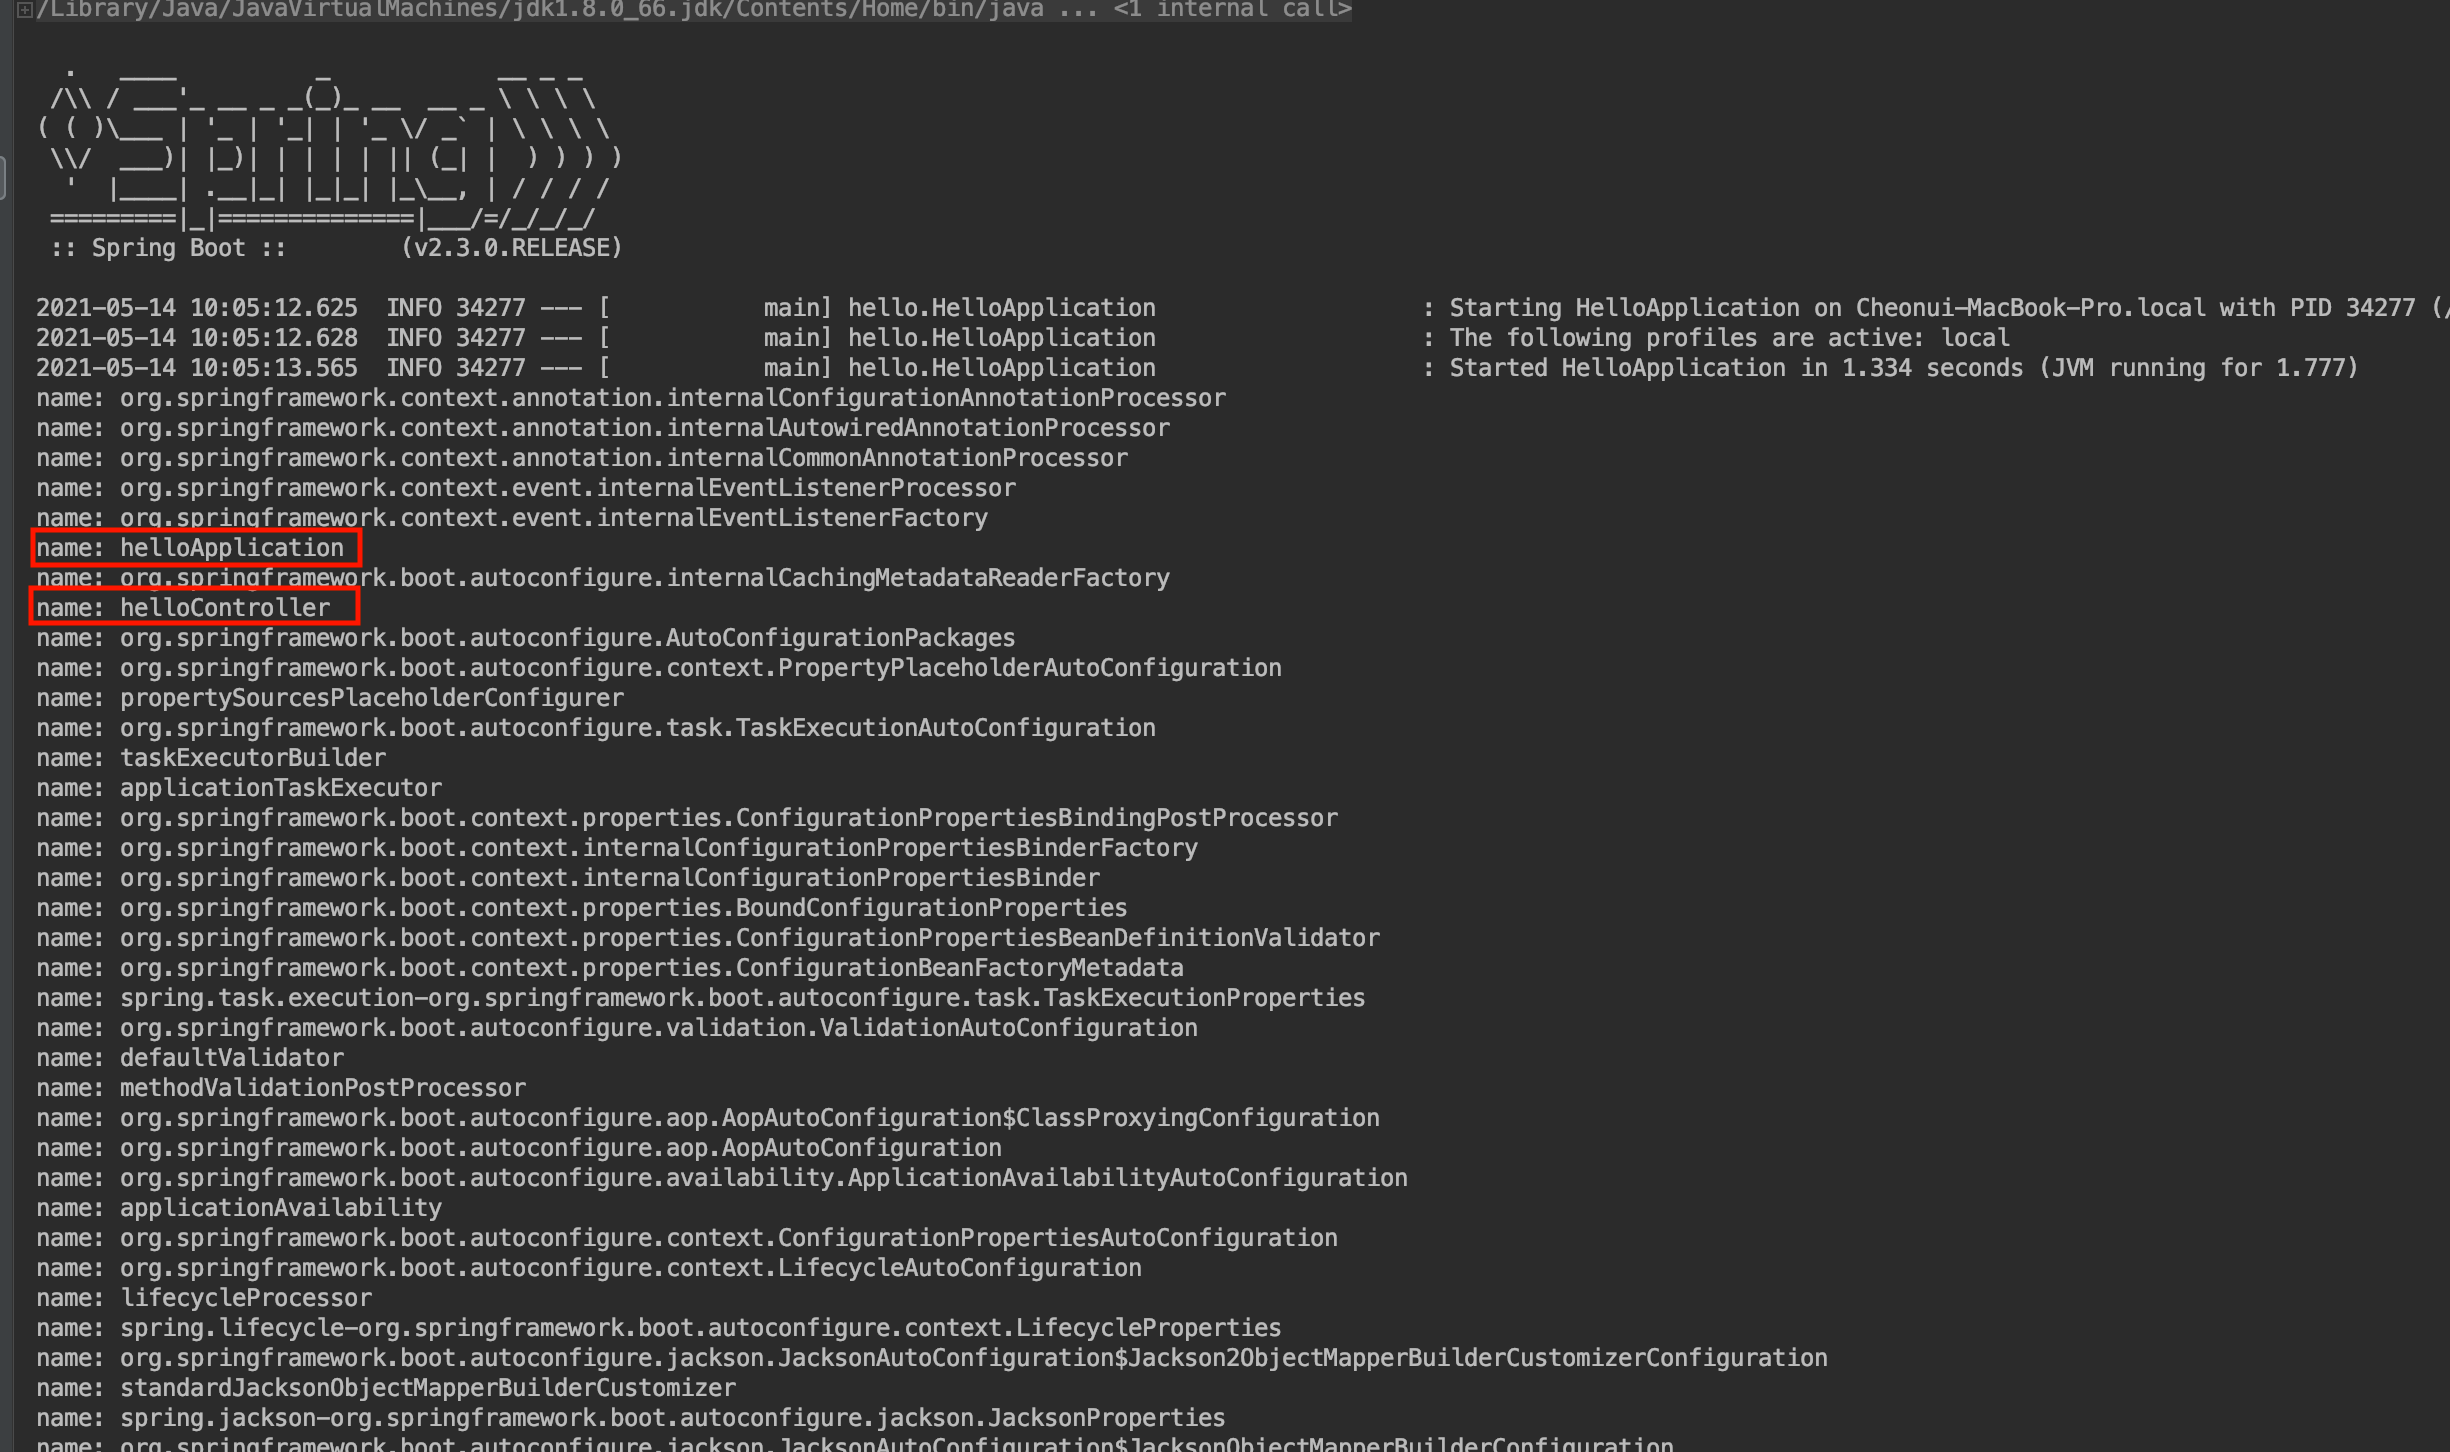 /Library/Java/JavaVirtualMachines/jdk1.8.0_66.jdk/Contents/Home/bin/java ... <1 internal call>
  .   ____          _            __ _ _
 /\\ / ___'_ __ _ _(_)_ __  __ _ \ \ \ \
( ( )\___ | '_ | '_| | '_ \/ _` | \ \ \ \
 \\/  ___)| |_)| | | | | || (_| |  ) ) ) )
  '  |____| .__|_| |_|_| |_\__, | / / / /
 =========|_|==============|___/=/_/_/_/
 :: Spring Boot ::        (v2.3.0.RELEASE)
2021-05-14 10:05:12.625  INFO 34277 --- [           main] hello.HelloApplication                   : Starting HelloApplication on Cheonui-MacBook-Pro.local with PID 34277 (/
2021-05-14 10:05:12.628  INFO 34277 --- [           main] hello.HelloApplication                   : The following profiles are active: local
2021-05-14 10:05:13.565  INFO 34277 --- [           main] hello.HelloApplication                   : Started HelloApplication in 1.334 seconds (JVM running for 1.777)
name: org.springframework.context.annotation.internalConfigurationAnnotationProcessor
name: org.springframework.context.annotation.internalAutowiredAnnotationProcessor
name: org.springframework.context.annotation.internalCommonAnnotationProcessor
name: org.springframework.context.event.internalEventListenerProcessor
name: org.springframework.context.event.internalEventListenerFactory
name: helloApplication
name: org.springframework.boot.autoconfigure.internalCachingMetadataReaderFactory
name: helloController
name: org.springframework.boot.autoconfigure.AutoConfigurationPackages
name: org.springframework.boot.autoconfigure.context.PropertyPlaceholderAutoConfiguration
name: propertySourcesPlaceholderConfigurer
name: org.springframework.boot.autoconfigure.task.TaskExecutionAutoConfiguration
name: taskExecutorBuilder
name: applicationTaskExecutor
name: org.springframework.boot.context.properties.ConfigurationPropertiesBindingPostProcessor
name: org.springframework.boot.context.internalConfigurationPropertiesBinderFactory
name: org.springframework.boot.context.internalConfigurationPropertiesBinder
name: org.springframework.boot.context.properties.BoundConfigurationProperties
name: org.springframework.boot.context.properties.ConfigurationPropertiesBeanDefinitionValidator
name: org.springframework.boot.context.properties.ConfigurationBeanFactoryMetadata
name: spring.task.execution-org.springframework.boot.autoconfigure.task.TaskExecutionProperties
name: org.springframework.boot.autoconfigure.validation.ValidationAutoConfiguration
name: defaultValidator
name: methodValidationPostProcessor
name: org.springframework.boot.autoconfigure.aop.AopAutoConfiguration$ClassProxyingConfiguration
name: org.springframework.boot.autoconfigure.aop.AopAutoConfiguration
name: org.springframework.boot.autoconfigure.availability.ApplicationAvailabilityAutoConfiguration
name: applicationAvailability
name: org.springframework.boot.autoconfigure.context.ConfigurationPropertiesAutoConfiguration
name: org.springframework.boot.autoconfigure.context.LifecycleAutoConfiguration
name: lifecycleProcessor
name: spring.lifecycle-org.springframework.boot.autoconfigure.context.LifecycleProperties
name: org.springframework.boot.autoconfigure.jackson.JacksonAutoConfiguration$Jackson2ObjectMapperBuilderCustomizerConfiguration
name: standardJacksonObjectMapperBuilderCustomizer
name: spring.jackson-org.springframework.boot.autoconfigure.jackson.JacksonProperties
name: org.springframework.boot.autoconfigure.jackson.JacksonAutoConfiguration$JacksonObjectMapperBuilderConfiguration